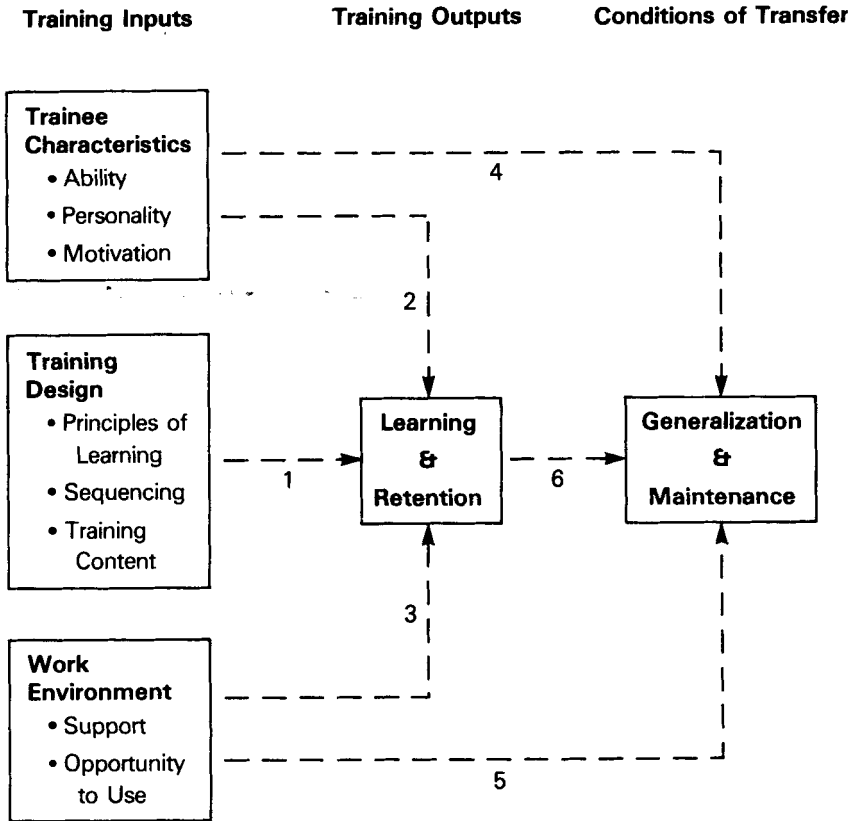 Training Inputs
Training Outputs
Conditions of Transfer
Trainee
Characteristics
• Ability
• Personality
• Motivation
4
2
Training
Design
• Principles of
Learning
• Sequencing
• Training
Content
1
Learning
&
Retention
6
Generalization
&
Maintenance
3
Work
Environment
• Support
• Opportunity
to Use
5